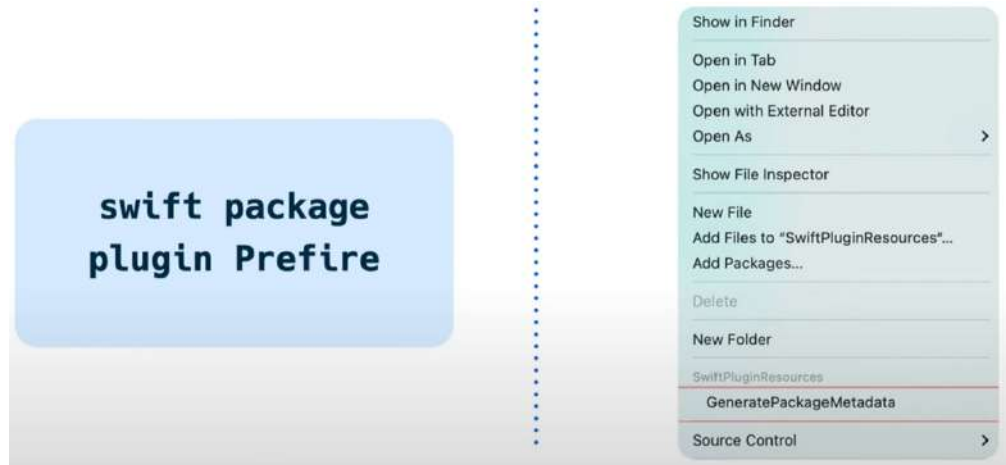 swift package
plugin Prefire
Show in Finder
Open in Tab
Open in New Window
Open with External Editor
Open As
Show File Inspector
New File
Add Files to “SwiftPluginResources”...
Add Packages...
Delete
New Folder
SwiftPluginResources
GeneratePackageMetadata
Source Control